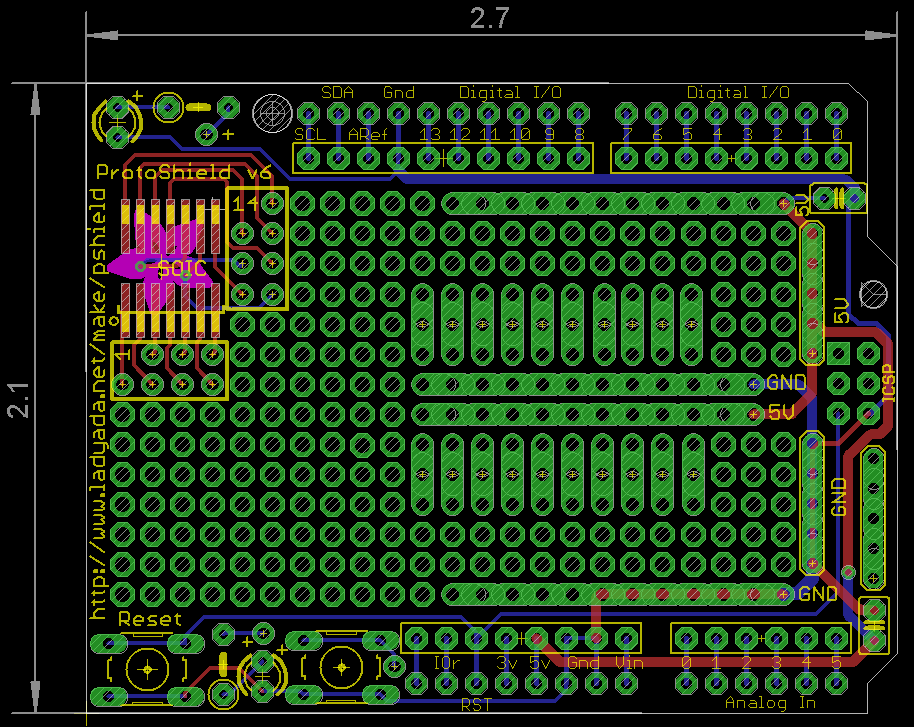 2.7
SDA Gnd Digital I/O Digital I/O
SCL ARef 13 12 11 10 9 8 7 6 5 4 3 2 1 0
ProtoShield v6
5V
14
http://www.ladyada.net/make/pshield
SOIC
5V
1
ICSP
2.1
GND
5V
GND
GND
Reset
IOr 3v 5v Gnd Vin 0 1 2 3 4 5
RST
Analog In